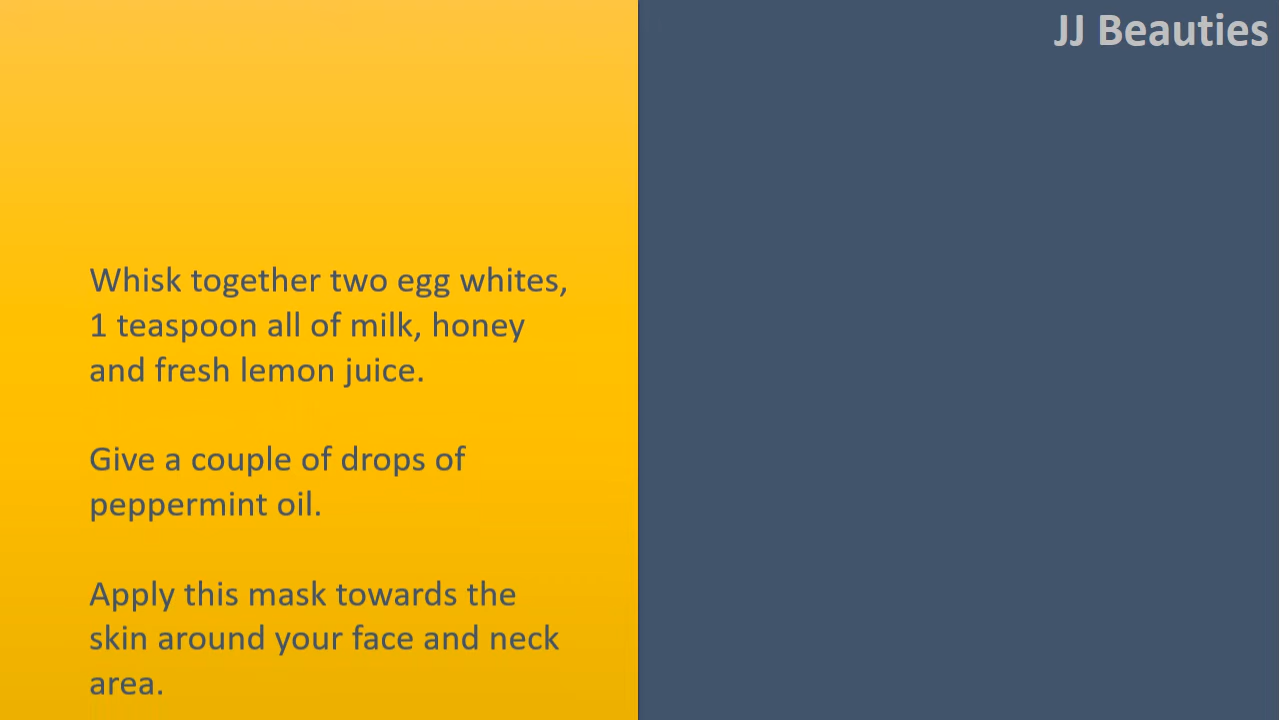 JJ Beauties
Whisk together two egg whites,
1 teaspoon all of milk, honey
and fresh lemon juice.
Give a couple of drops of
peppermint oil.
Apply this mask towards the
skin around your face and neck
area.